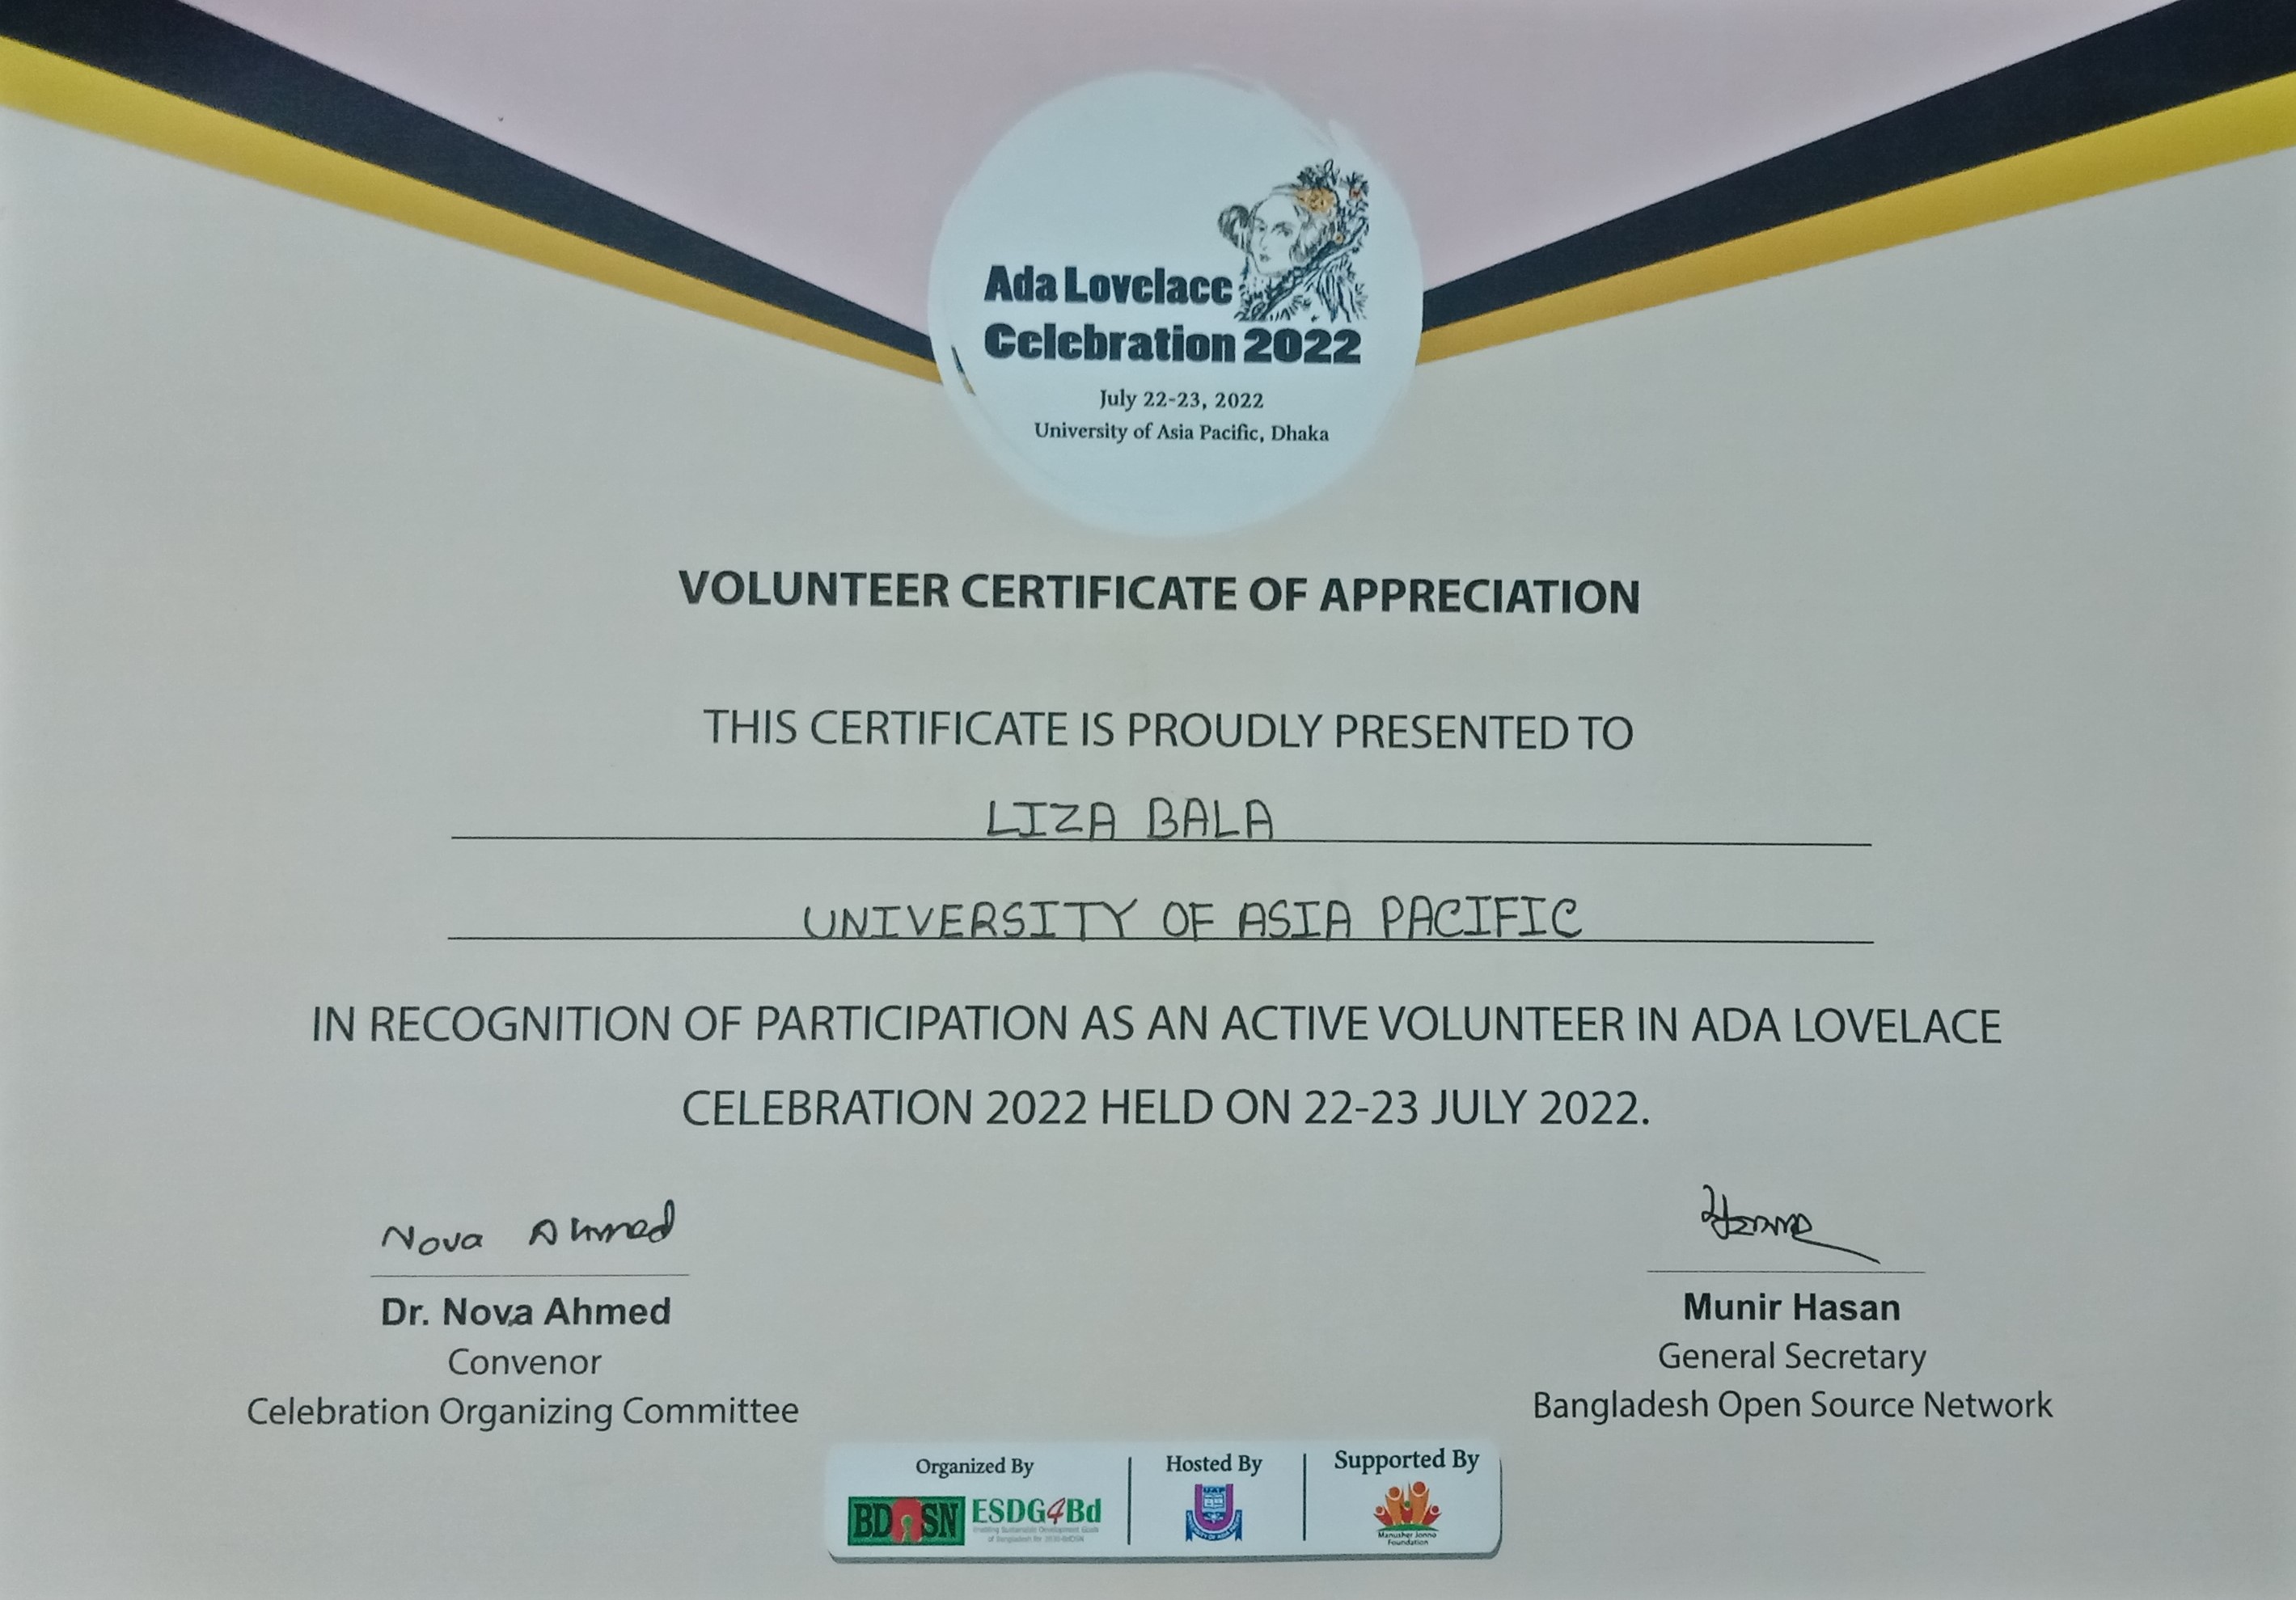 Ada Lovelace
Celebration 2022
July 22-23, 2022
University of Asia Pacific, Dhaka
VOLUNTEER CERTIFICATE OF APPRECIATION
THIS CERTIFICATE IS PROUDLY PRESENTED TO
LIZA BALA
UNIVERSITY OF ASIA PACIFIC
IN RECOGNITION OF PARTICIPATION AS AN ACTIVE VOLUNTEER IN ADA LOVELACE
CELEBRATION 2022 HELD ON 22-23 JULY 2022.
Nova Ahmed
Dr. Nova Ahmed
Convenor
Celebration Organizing Committee
Munir Hasan
General Secretary
Bangladesh Open Source Network
Organized By
BDOSN
ESDG4Bd
Hosted By
UAP
Supported By
Manusher Jonno
Foundation